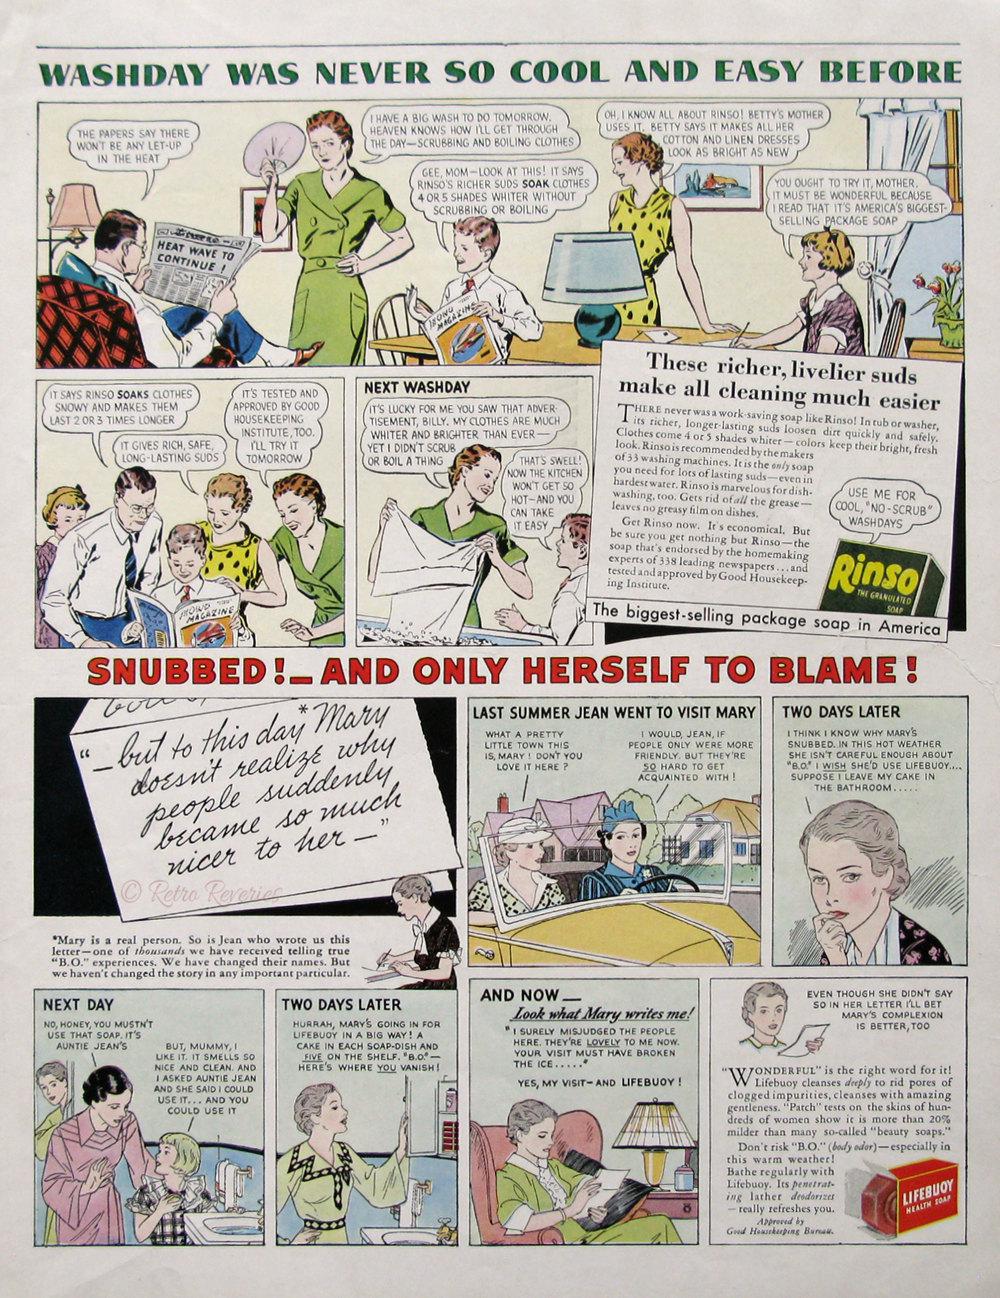 WASHDAY WAS NEVER SO COOL AND EASY BEFORE
THE PAPERS SAY THERE
WON'T BE ANY LET-UP
IN THE HEAT
HEAT WAVE TO
CONTINUE!
I HAVE A BIG WASH TO DO TOMORROW.
HEAVEN KNOWS HOW I'LL GET THROUGH
THE DAY—SCRUBBING AND BOILING CLOTHES
GEE, MOM—LOOK AT THIS! IT SAYS
RINSO'S RICHER SUDS SOAK CLOTHES
4 OR 5 SHADES WHITER WITHOUT
SCRUBBING OR BOILING
MAGAZINE
OH, I KNOW ALL ABOUT RINSO! BETTY'S MOTHER
USES IT. BETTY SAYS IT MAKES ALL HER
COTTON AND LINEN DRESSES
LOOK AS BRIGHT AS NEW
YOU OUGHT TO TRY IT, MOTHER.
IT MUST BE WONDERFUL BECAUSE
I READ THAT IT'S AMERICA'S BIGGEST-
SELLING PACKAGE SOAP
IT SAYS RINSO SOAKS CLOTHES
SNOWY AND MAKES THEM
LAST 2 OR 3 TIMES LONGER
IT GIVES RICH, SAFE,
LONG-LASTING SUDS
IT'S TESTED AND
APPROVED BY GOOD
HOUSEKEEPING
INSTITUTE, TOO.
I'LL TRY IT
TOMORROW
MAGAZINE
NEXT WASHDAY
IT'S LUCKY FOR ME YOU SAW THAT ADVER-
TISEMENT, BILLY. MY CLOTHES ARE MUCH
WHITER AND BRIGHTER THAN EVER—
YET I DIDN'T SCRUB
OR BOIL A THING
THAT'S SWELL!
NOW THE KITCHEN
WON'T GET SO
HOT—AND YOU
CAN TAKE
IT EASY
These richer, livelier suds
make all cleaning much easier
THERE never was a work-saving soap like Rinso! In tub or washer,
its richer, longer-lasting suds loosen dirt quickly and safely.
Clothes come 4 or 5 shades whiter—colors keep their bright, fresh
look. Rinso is recommended by the makers
of 33 washing machines. It is the only soap
you need for lots of lasting suds—even in
hardest water. Rinso is marvelous for dish-
washing, too. Gets rid of all the grease—
leaves no greasy film on dishes.
Get Rinso now. It's economical. But
be sure you get nothing but Rinso—the
soap that's endorsed by the homemaking
experts of 338 leading newspapers...and
tested and approved by Good Housekeep-
ing Institute.
USE ME FOR
COOL, "NO-SCRUB"
WASHDAYS
Rinso
THE GRANULATED
SOAP
The biggest-selling package soap in America
SNUBBED!—AND ONLY HERSELF TO BLAME!
"—but to this day* Mary
doesn't realize why
people suddenly
became so much
nicer to her—"
© Retro Reveries
*Mary is a real person. So is Jean who wrote us this
letter—one of thousands we have received telling true
"B.O." experiences. We have changed their names. But
we haven't changed the story in any important particular.
LAST SUMMER JEAN WENT TO VISIT MARY
WHAT A PRETTY
LITTLE TOWN THIS
IS, MARY! DON'T YOU
LOVE IT HERE?
I WOULD, JEAN, IF
PEOPLE ONLY WERE MORE
FRIENDLY. BUT THEY'RE
SO HARD TO GET
ACQUAINTED WITH!
TWO DAYS LATER
I THINK I KNOW WHY MARY'S
SNUBBED. IN THIS HOT WEATHER
SHE ISN'T CAREFUL ENOUGH ABOUT
"B.O." I WISH SHE'D USE LIFEBUOY....
SUPPOSE I LEAVE MY CAKE IN
THE BATHROOM.....
NEXT DAY
NO, HONEY, YOU MUSTN'T
USE THAT SOAP. IT'S
AUNTIE JEAN'S
BUT, MUMMY, I
LIKE IT. IT SMELLS SO
NICE AND CLEAN. AND
I ASKED AUNTIE JEAN
AND SHE SAID I COULD
USE IT... AND YOU
COULD USE IT
TWO DAYS LATER
HURRAH, MARY'S GOING IN FOR
LIFEBUOY IN A BIG WAY! A
CAKE IN EACH SOAP-DISH AND
FIVE ON THE SHELF. "B.O."—
HERE'S WHERE YOU VANISH!
AND NOW—
Look what Mary writes me!
"I SURELY MISJUDGED THE PEOPLE
HERE. THEY'RE LOVELY TO ME NOW.
YOUR VISIT MUST HAVE BROKEN
THE ICE....."
YES, MY VISIT—AND LIFEBUOY!
EVEN THOUGH SHE DIDN'T SAY
SO IN HER LETTER I'LL BET
MARY'S COMPLEXION
IS BETTER, TOO
"WONDERFUL" is the right word for it!
Lifebuoy cleanses deeply to rid pores of
clogged impurities, cleanses with amazing
gentleness. "Patch" tests on the skins of hun-
dreds of women show it is more than 20%
milder than many so-called "beauty soaps."
Don't risk "B.O." (body odor)—especially in
this warm weather!
Bathe regularly with
Lifebuoy. Its penetrat-
ing lather deodorizes
—really refreshes you.
Approved by
Good Housekeeping Bureau.
LIFEBUOY
HEALTH SOAP